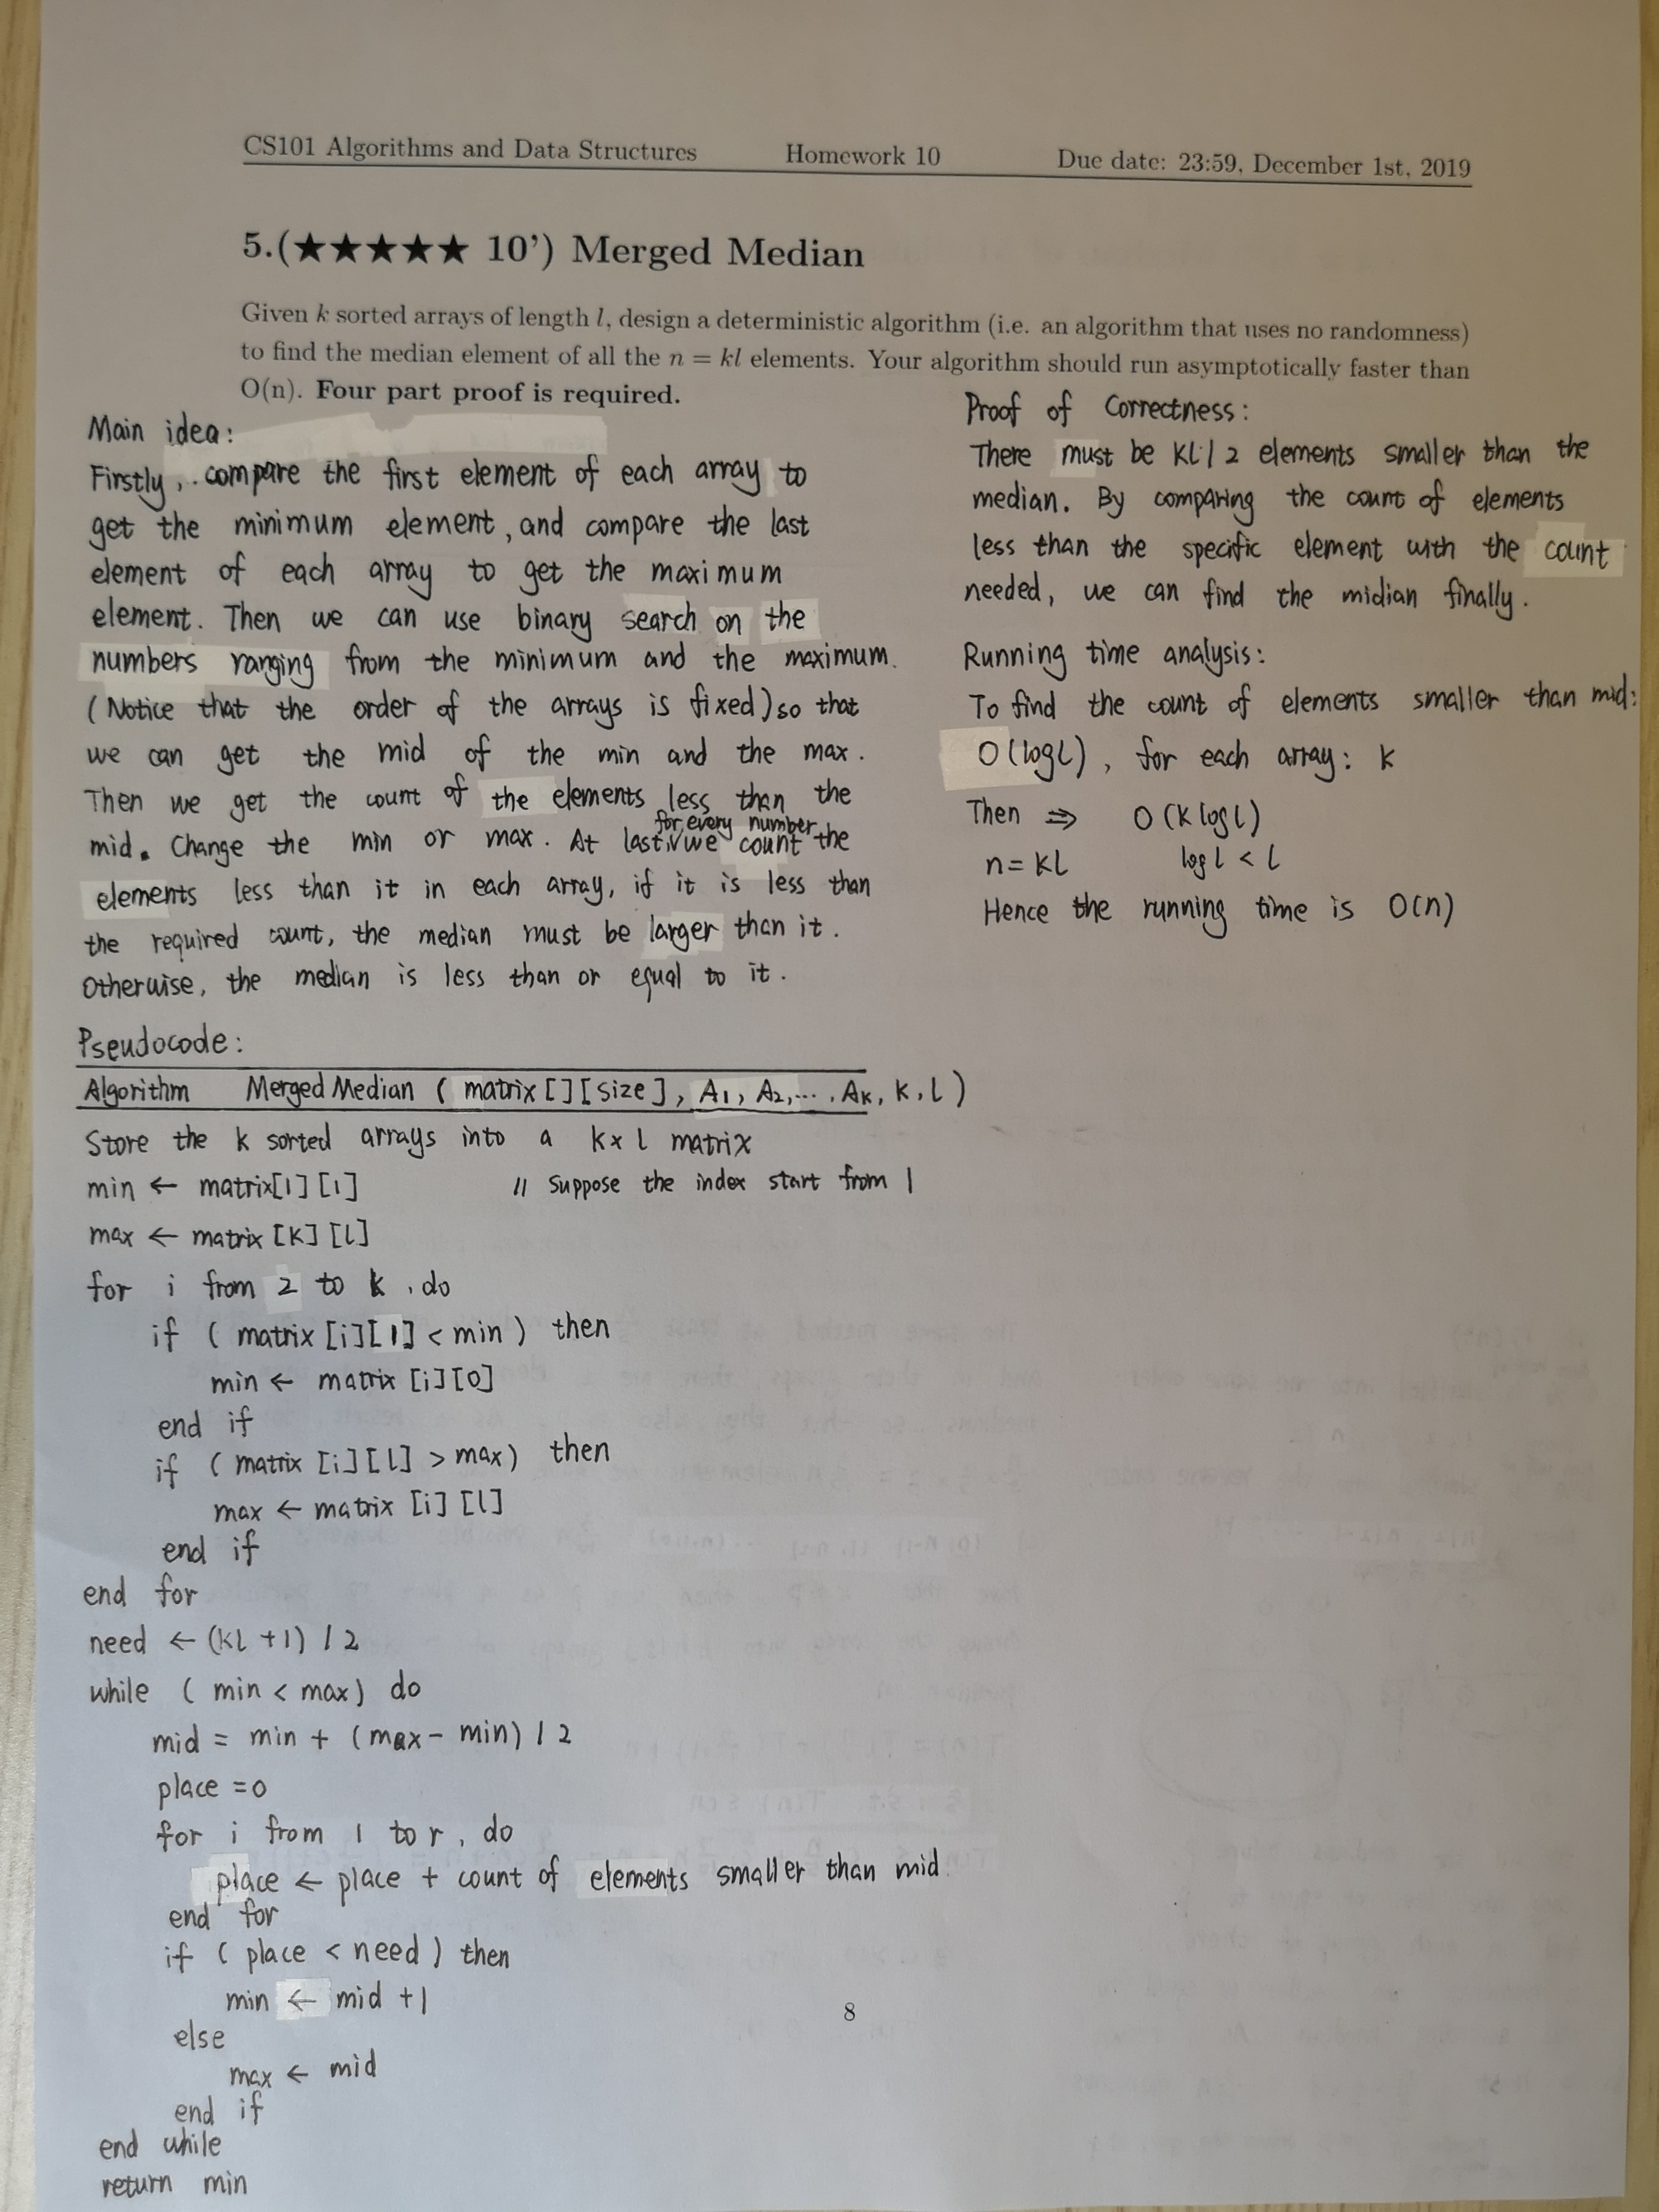 CS101 Algorithms and Data Structures Homework 10 Due date: 23:59, December 1st, 2019
5.(★★★★★ 10') Merged Median
Given k sorted arrays of length l, design a deterministic algorithm (i.e. an algorithm that uses no randomness)
to find the median element of all the n = kl elements. Your algorithm should run asymptotically faster than
O(n). Four part proof is required.
Main idea:
Firstly, compare the first element of each array to
get the minimum element, and compare the last
element of each array to get the maximum
element. Then we can use binary search on the
numbers ranging from the minimum and the maximum.
(Notice that the order of the arrays is fixed) so that
we can get the mid of the min and the max.
Then we get the count of the elements less than the
mid. Change the min or max. At last, for every number we count the
elements less than it in each array, if it is less than
the required count, the median must be larger than it.
Otherwise, the median is less than or equal to it.
Pseudocode:
Algorithm Merged Median ( matrix[][size], A1, A2, ..., Ak, k, l )
Store the k sorted arrays into a k x l matrix
min ← matrix[1][1] // Suppose the index start from 1
max ← matrix [k][l]
for i from 2 to k, do
if ( matrix [i][1] < min ) then
min ← matrix [i][0]
end if
if ( matrix [i][l] > max) then
max ← matrix [i][l]
end if
end for
need ← (kl +1) / 2
while ( min < max) do
mid = min + (max - min) / 2
place = 0
for i from 1 to r, do
place ← place + count of elements smaller than mid
end for
if ( place < need ) then
min ← mid +1
else
max ← mid
end if
end while
return min
Proof of Correctness:
There must be kl / 2 elements smaller than the
median. By comparing the count of elements
less than the specific element with the count
needed, we can find the midian finally.
Running time analysis:
To find the count of elements smaller than mid:
O(logl), for each array: k
Then ⇒ O(klogl)
n = kl logl < l
Hence the running time is O(n)
8